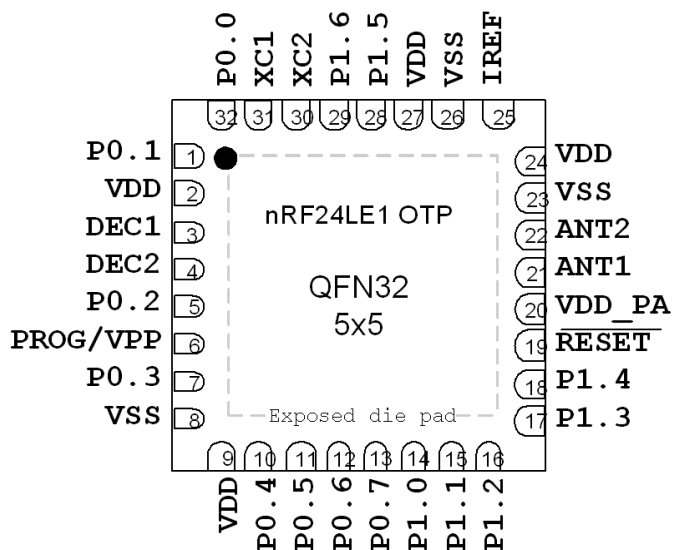 P0.0
XC1
XC2
P1.6
P1.5
VDD
VSS
IREF
32
31
30
29
28
27
26
25
P0.1 1
VDD 2
DEC1 3
DEC2 4
P0.2 5
PROG/VPP 6
P0.3 7
VSS 8
nRF24LE1 OTP
QFN32
5x5
Exposed die pad
24 VDD
23 VSS
22 ANT2
21 ANT1
20 VDD_PA
19 RESET
18 P1.4
17 P1.3
9
10
11
12
13
14
15
16
VDD
P0.4
P0.5
P0.6
P0.7
P1.0
P1.1
P1.2